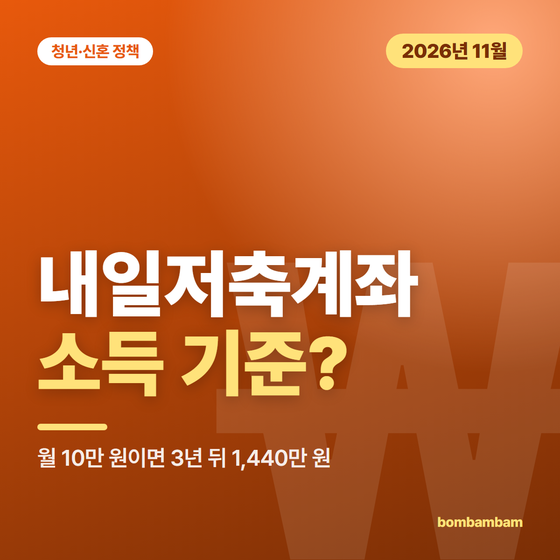 청년·신혼 정책
2026년 11월
내일저축계좌
소득 기준?
월 10만 원이면 3년 뒤 1,440만 원
bombambam